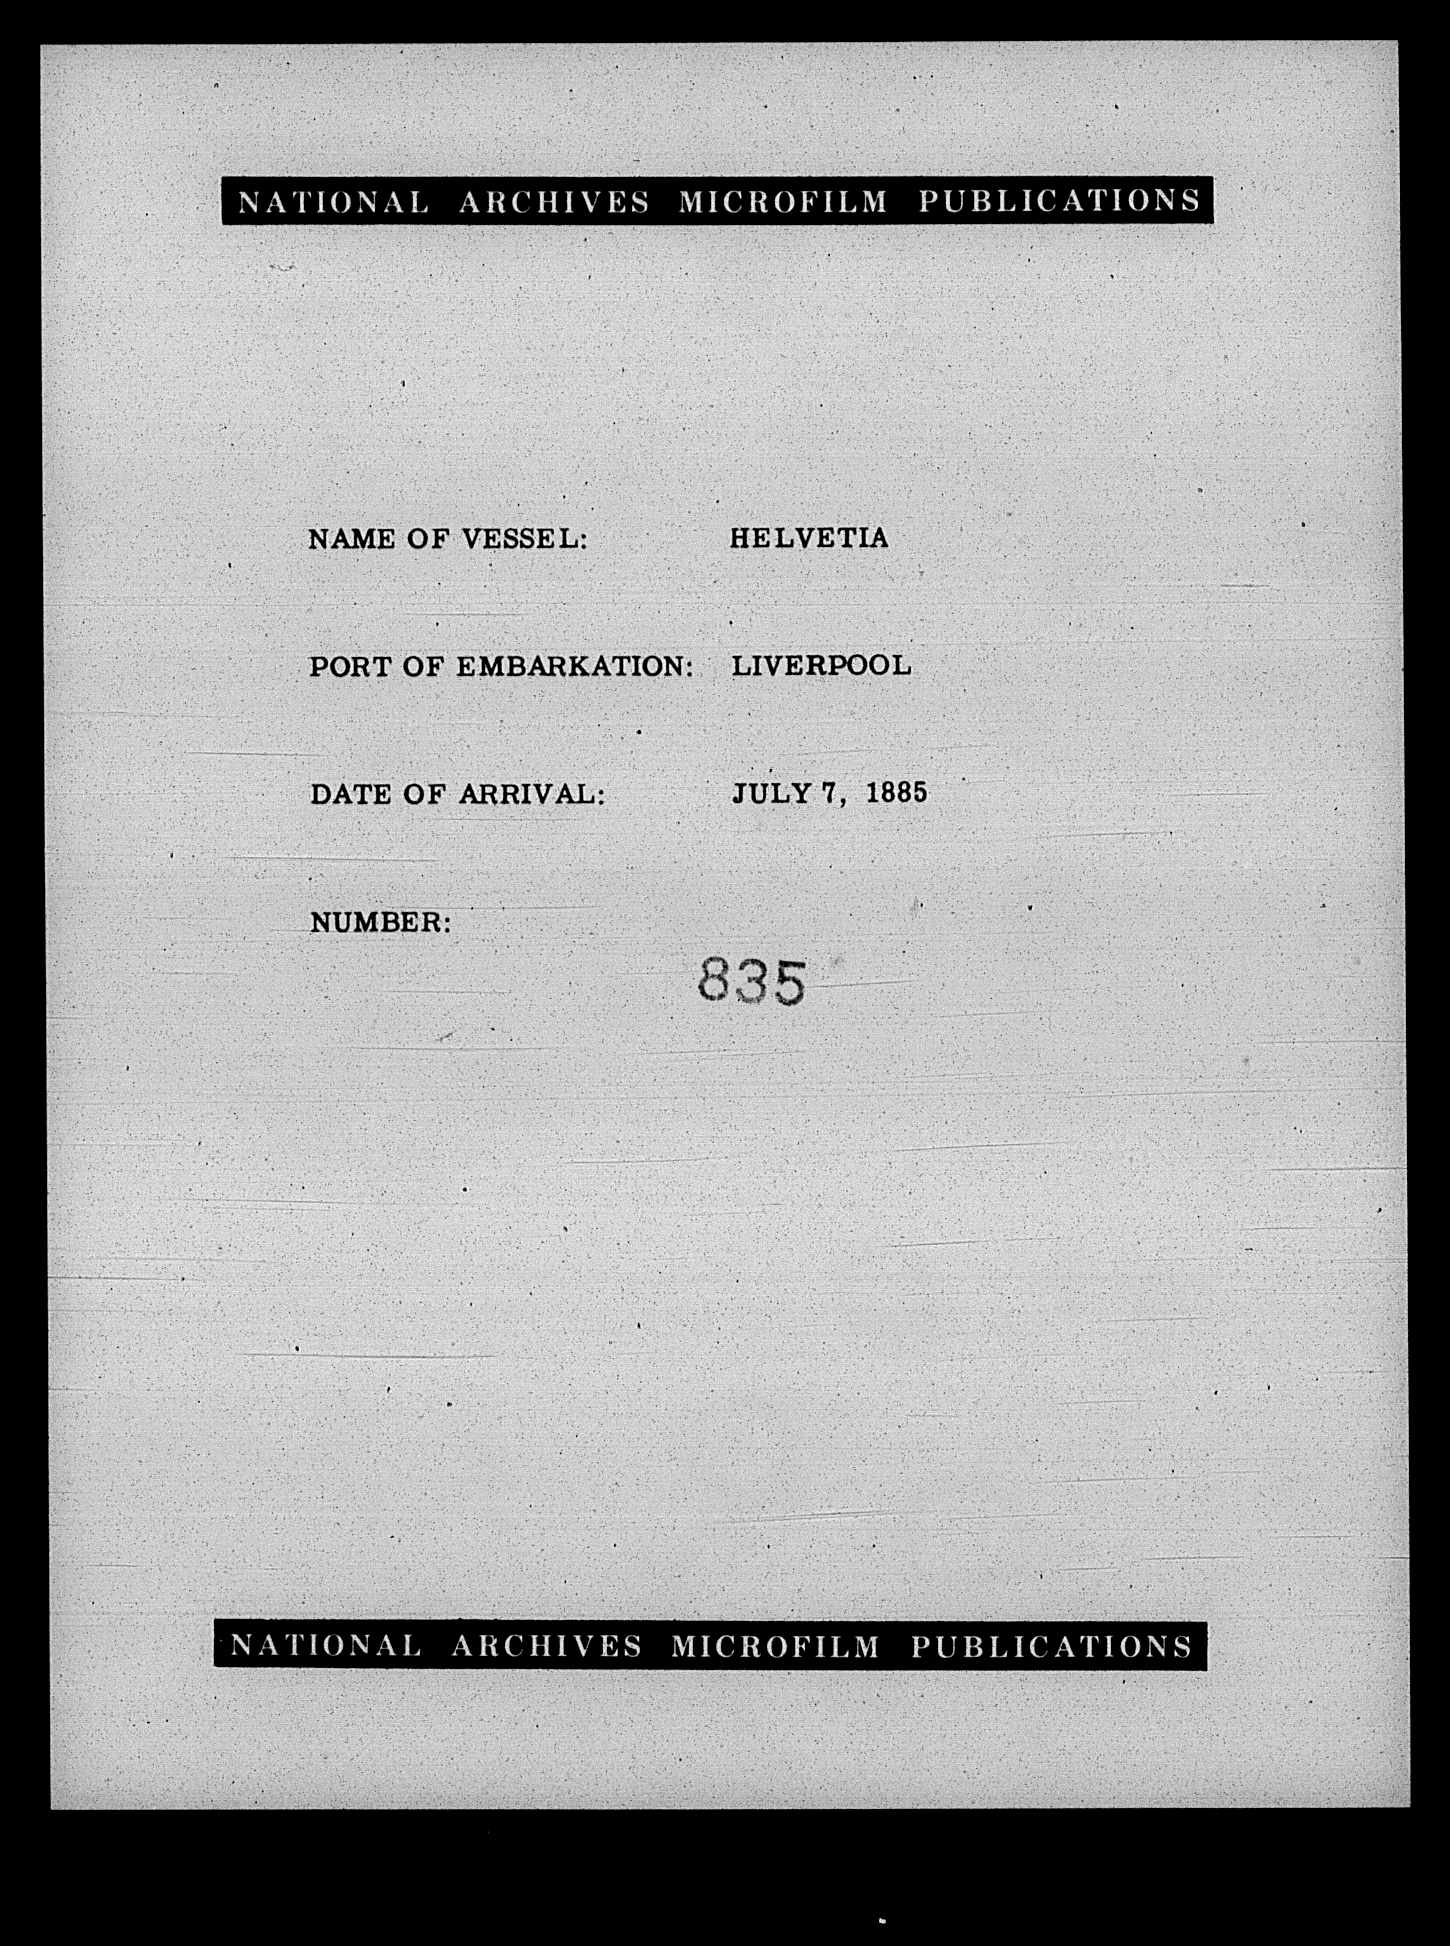 NATIONAL ARCHIVES MICROFILM PUBLICATIONS
NAME OF VESSEL: HELVETIA
PORT OF EMBARKATION: LIVERPOOL
DATE OF ARRIVAL: JULY 7, 1885
NUMBER:
835
NATIONAL ARCHIVES MICROFILM PUBLICATIONS